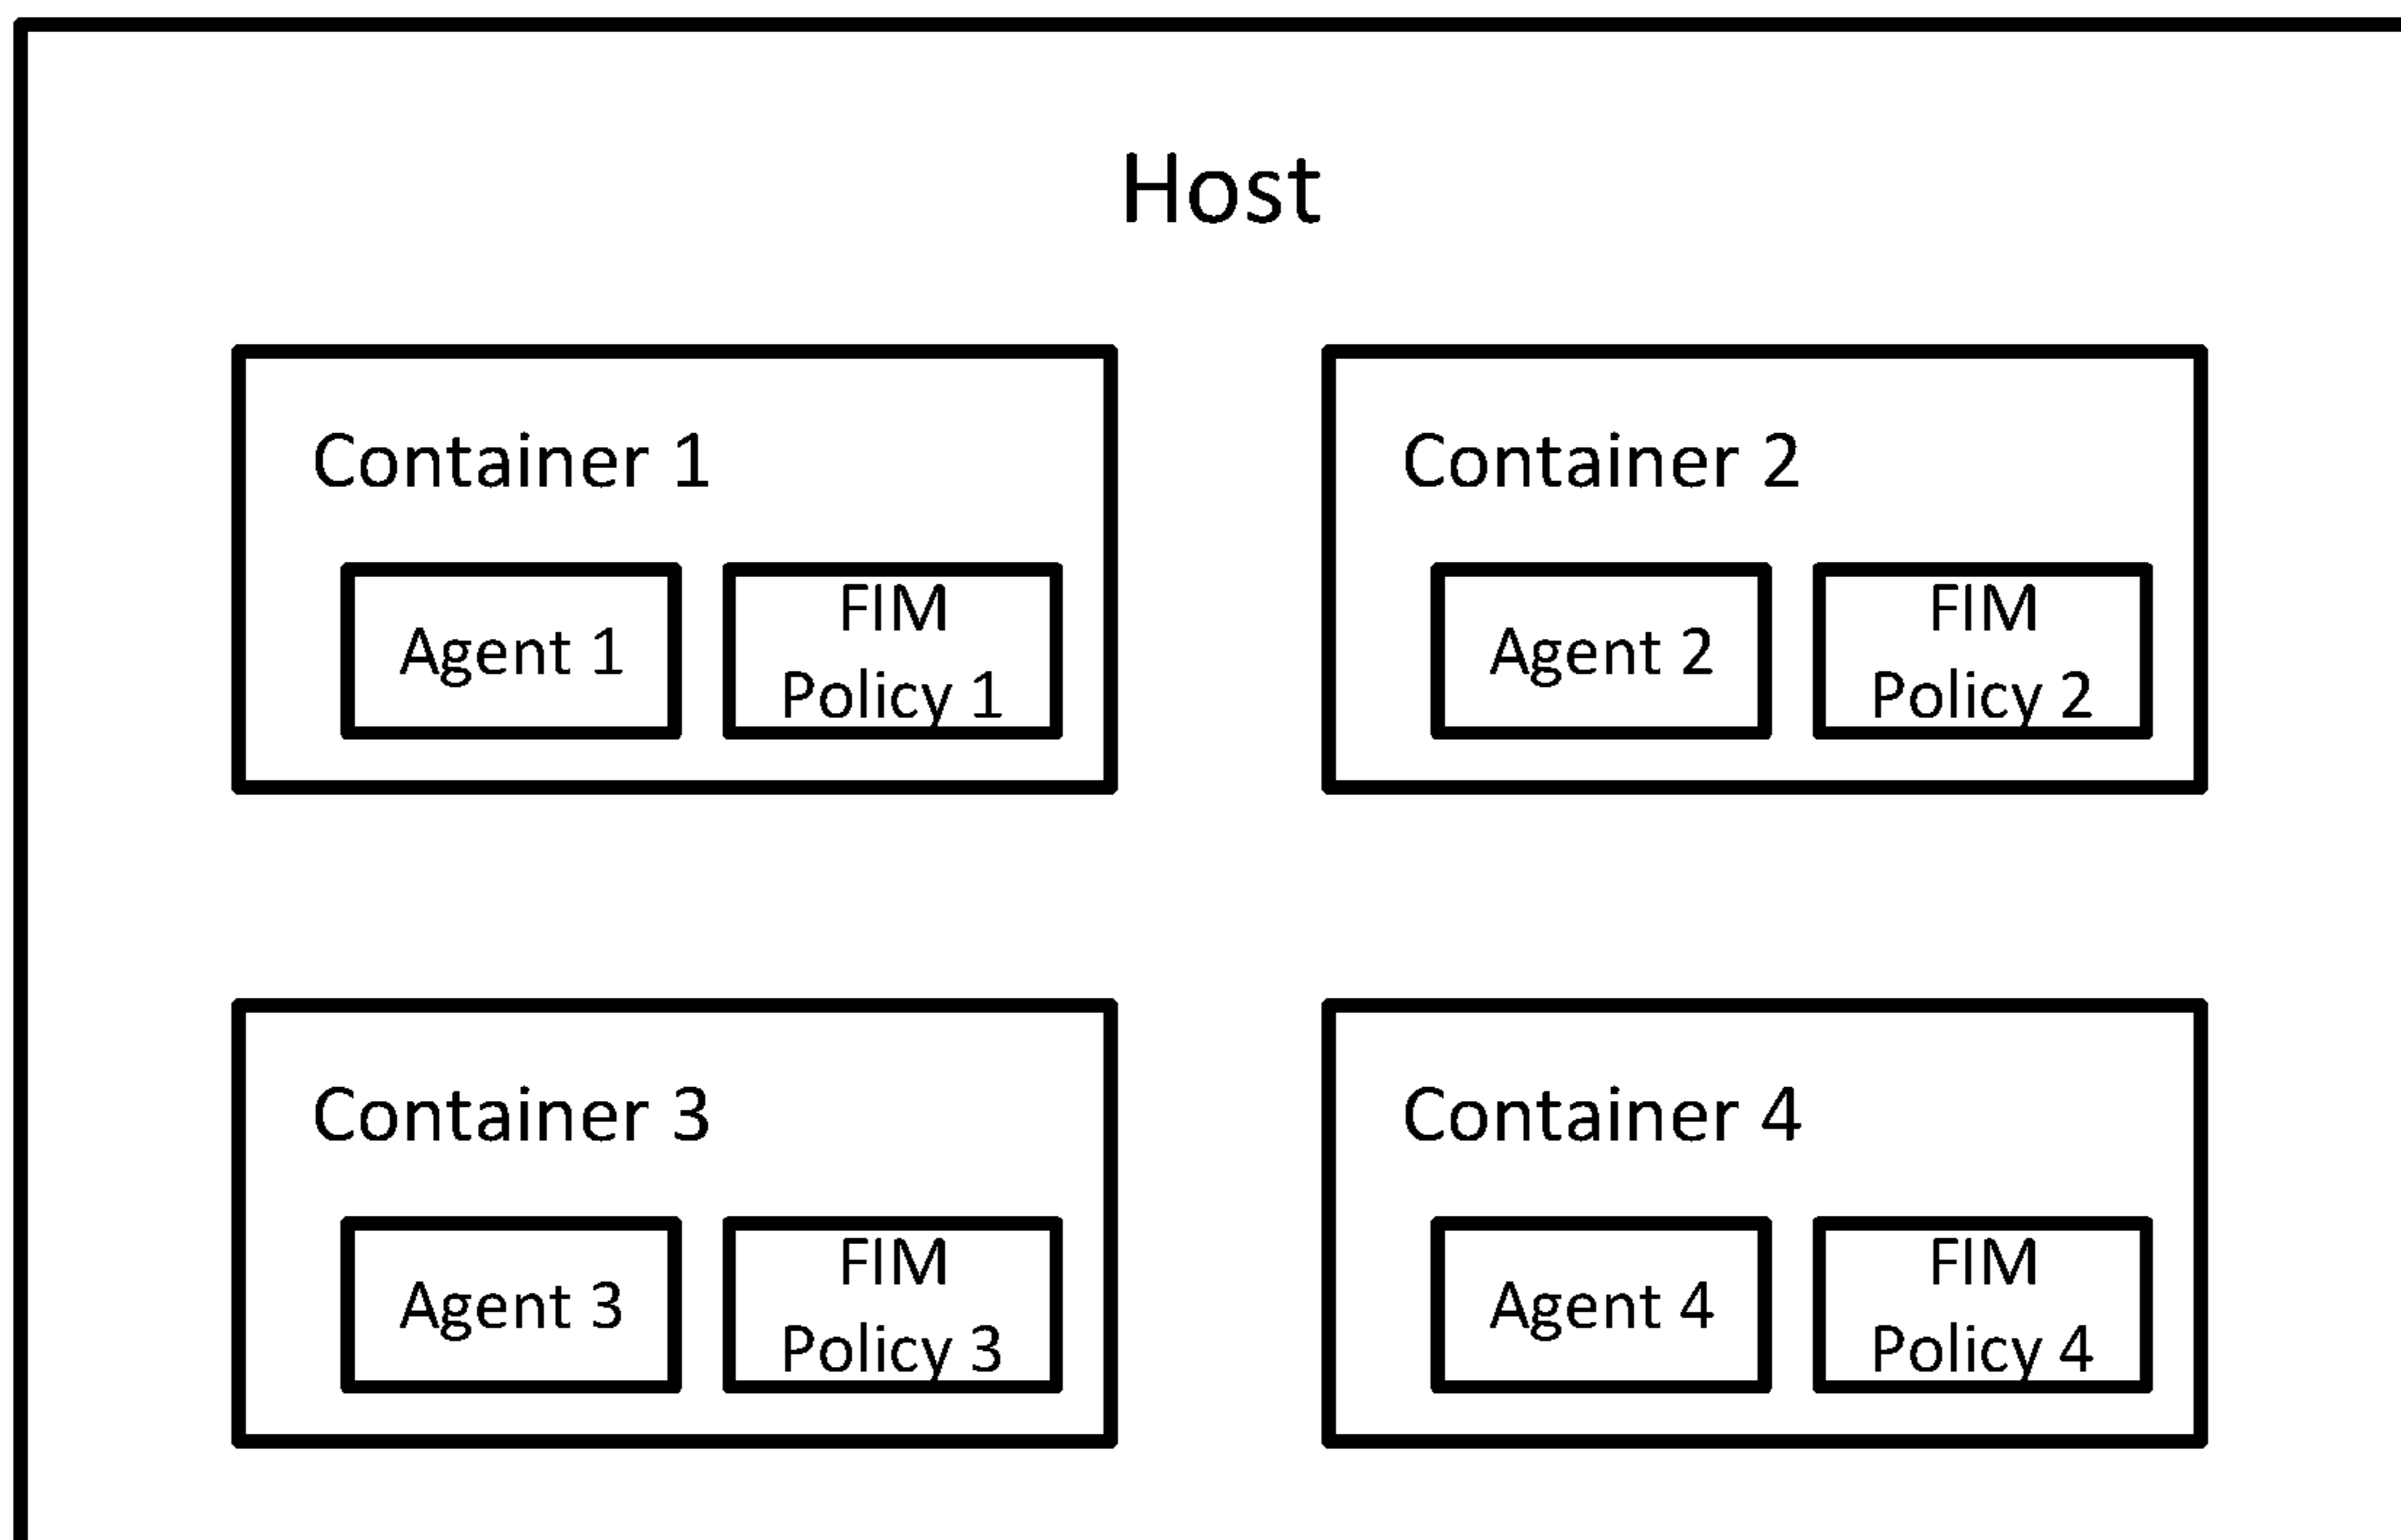 Host
Container 1
Agent 1
FIM
Policy 1
Container 2
Agent 2
FIM
Policy 2
Container 3
Agent 3
FIM
Policy 3
Container 4
Agent 4
FIM
Policy 4